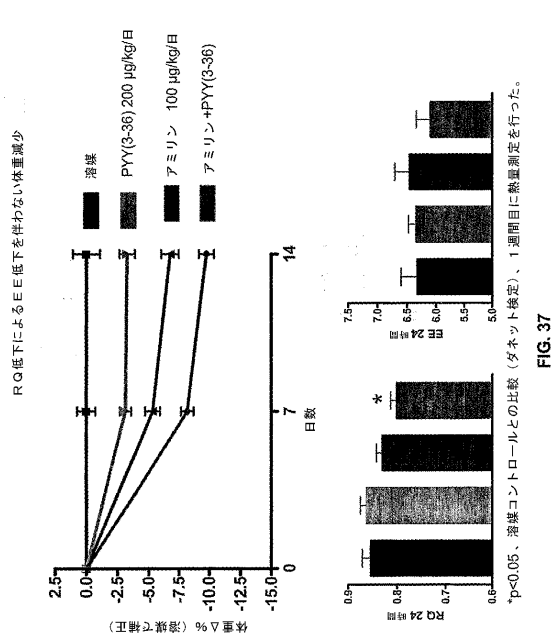 RQ低下によるEE低下を伴わない体重減少
体重Δ% (溶媒で補正)
2.5
0.0
-2.5
-5.0
-7.5
-10.0
-12.5
-15.0
0
7
14
日数
溶媒
PYY(3-36) 200 μg/kg/日
アミリン 100 μg/kg/日
アミリン+PYY(3-36)
RQ 24 時間
0.9
0.8
0.7
0.6
*
EE 24 時間
7.5
7.0
6.5
6.0
5.5
5.0
*p<0.05、溶媒コントロールとの比較(ダネット検定)、1週間目に熱量測定を行った。
FIG. 37